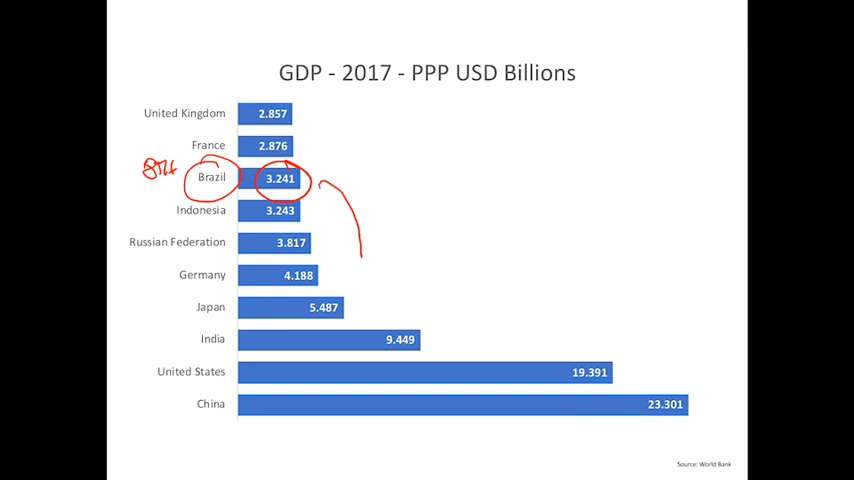 GDP - 2017 - PPP USD Billions
United Kingdom 2.857
France 2.876
8th Brazil 3.241
Indonesia 3.243
Russian Federation 3.817
Germany 4.188
Japan 5.487
India 9.449
United States 19.391
China 23.301
Source: World Bank